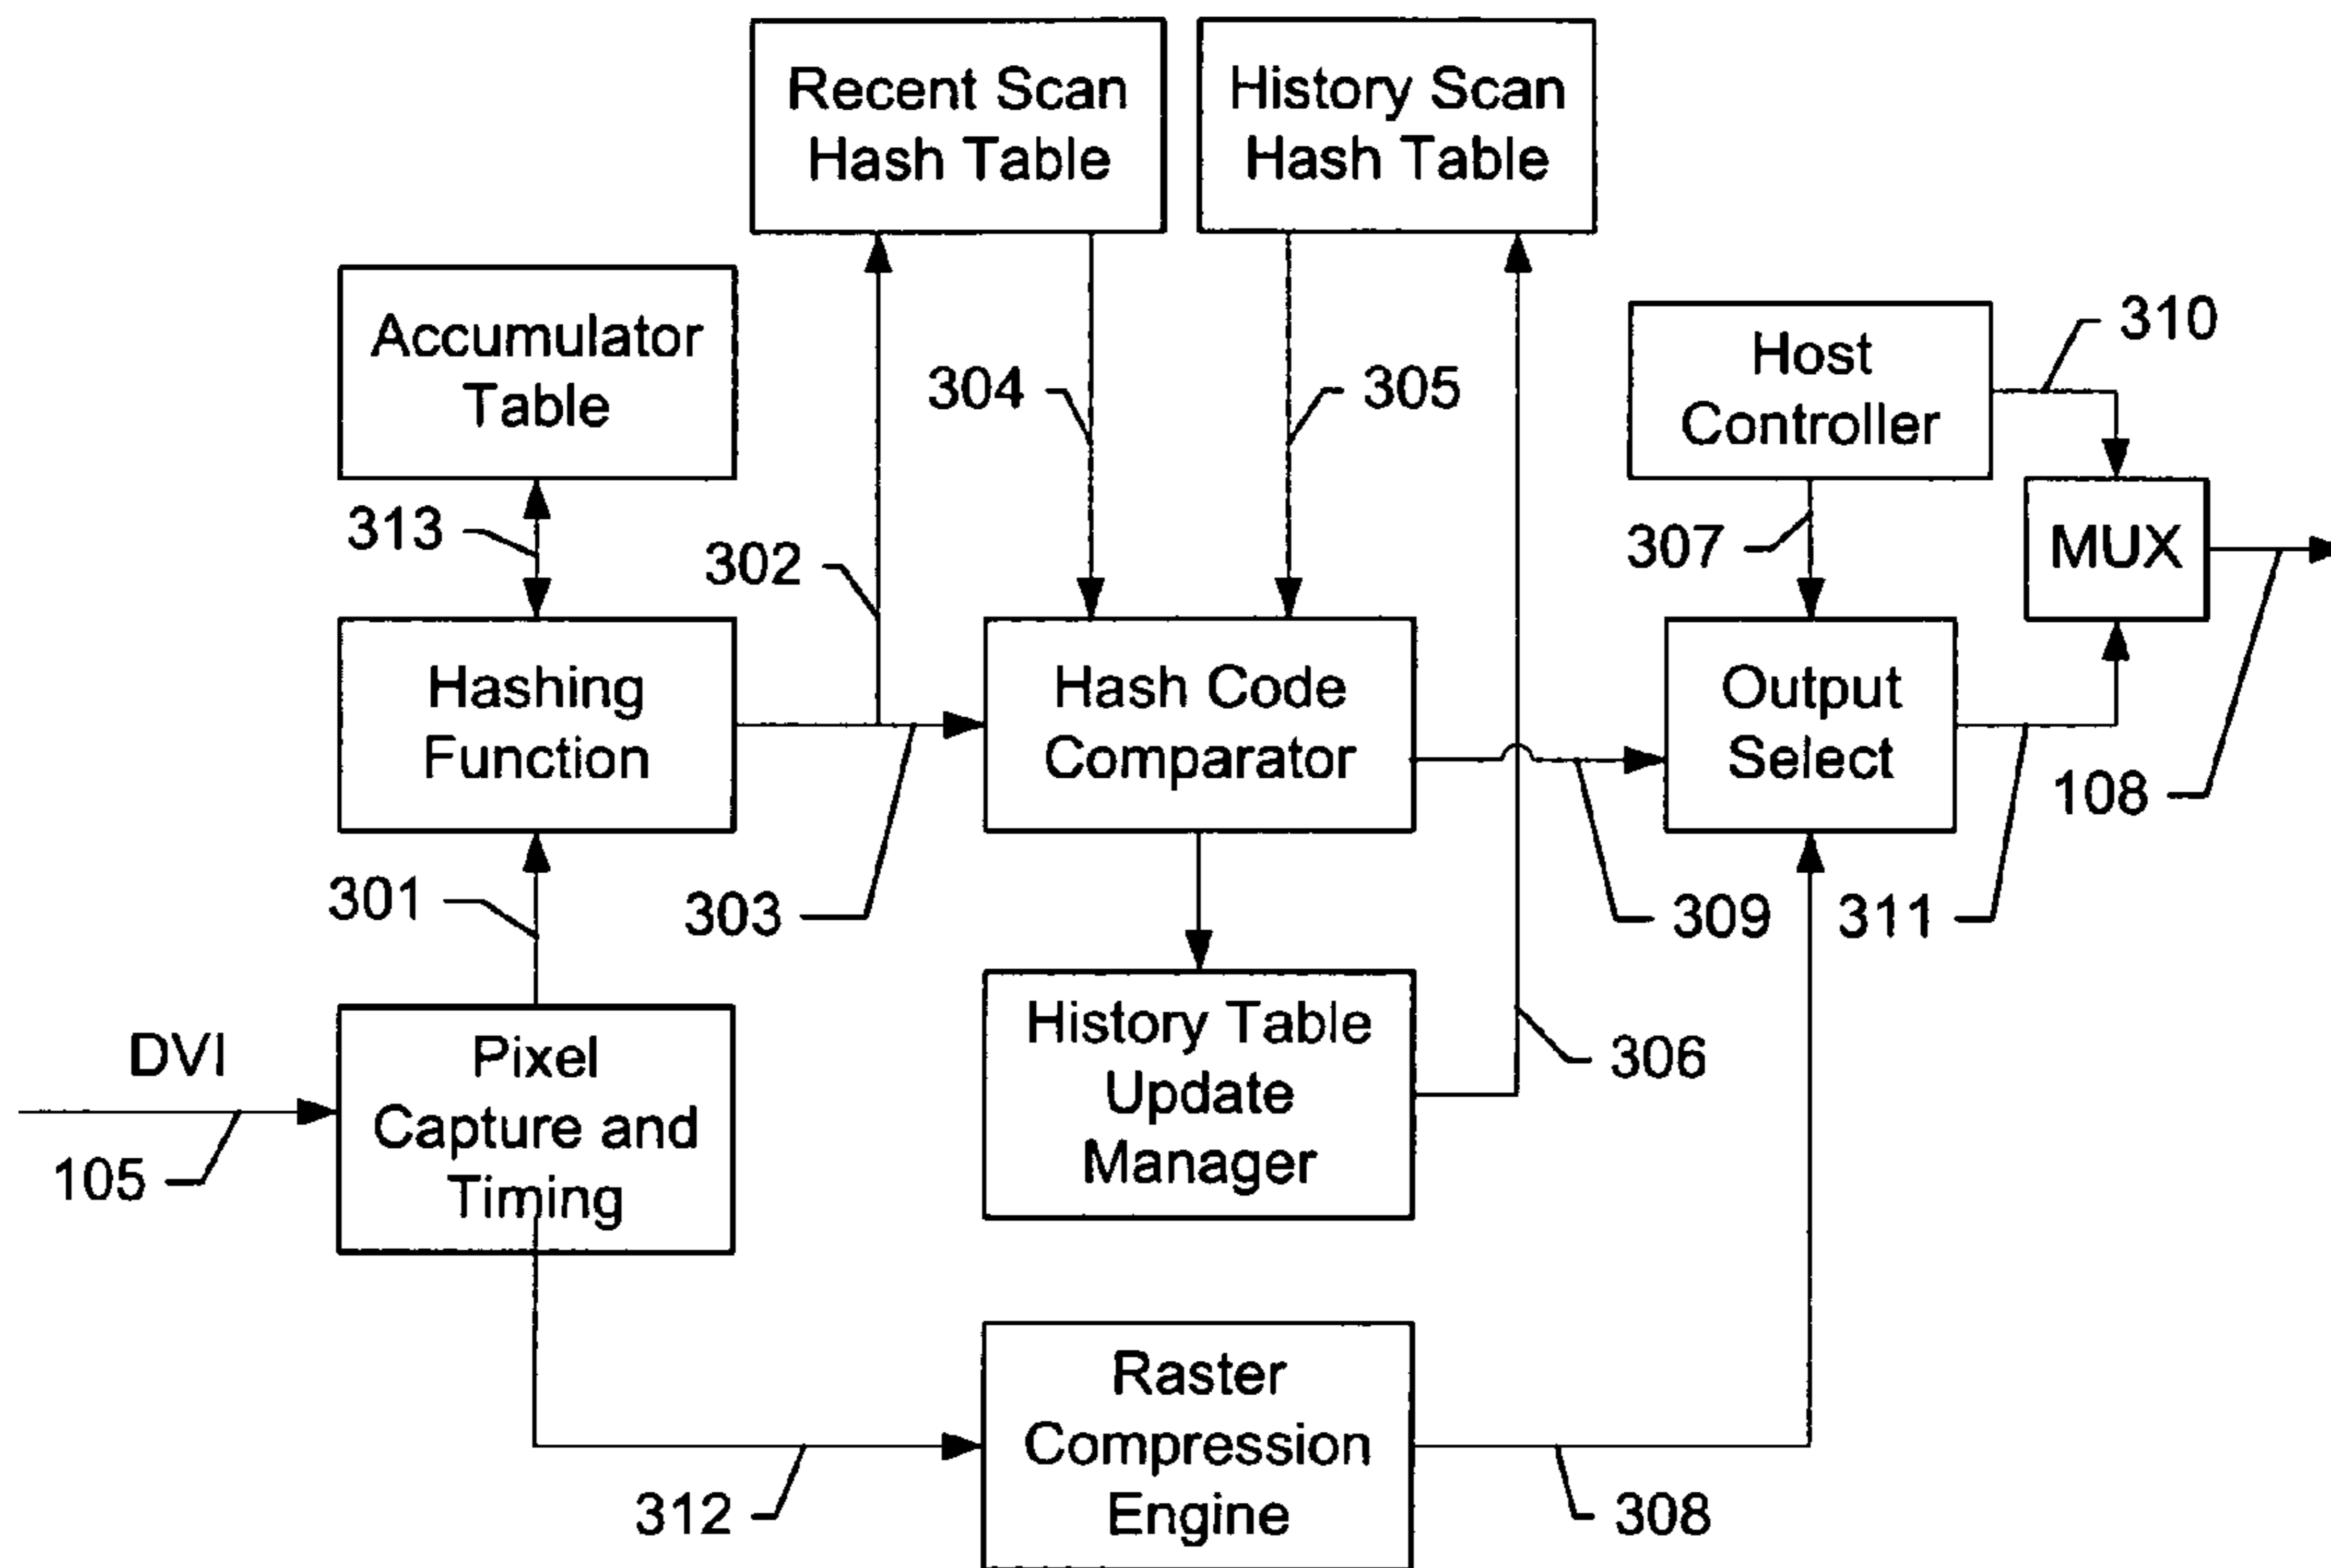 Recent Scan
Hash Table
History Scan
Hash Table
Accumulator
Table
Host
Controller
310
304
305
313
302
307
MUX
Hashing
Function
Hash Code
Comparator
Output
Select
108
301
303
309
311
DVI
105
Pixel
Capture and
Timing
History Table
Update
Manager
306
Raster
Compression
Engine
312
308